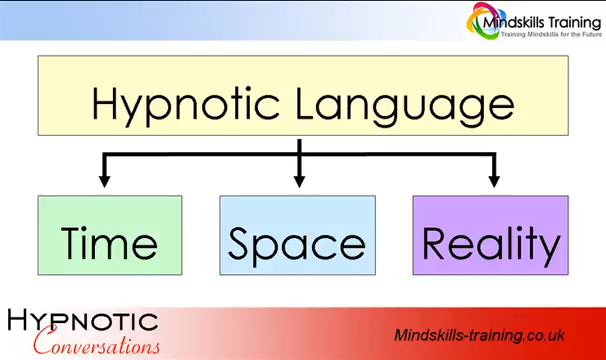 Mindskills Training
Training Mindskills for the Future
Hypnotic Language
Time
Space
Reality
HYPNOTIC
Conversations
Mindskills-training.co.uk